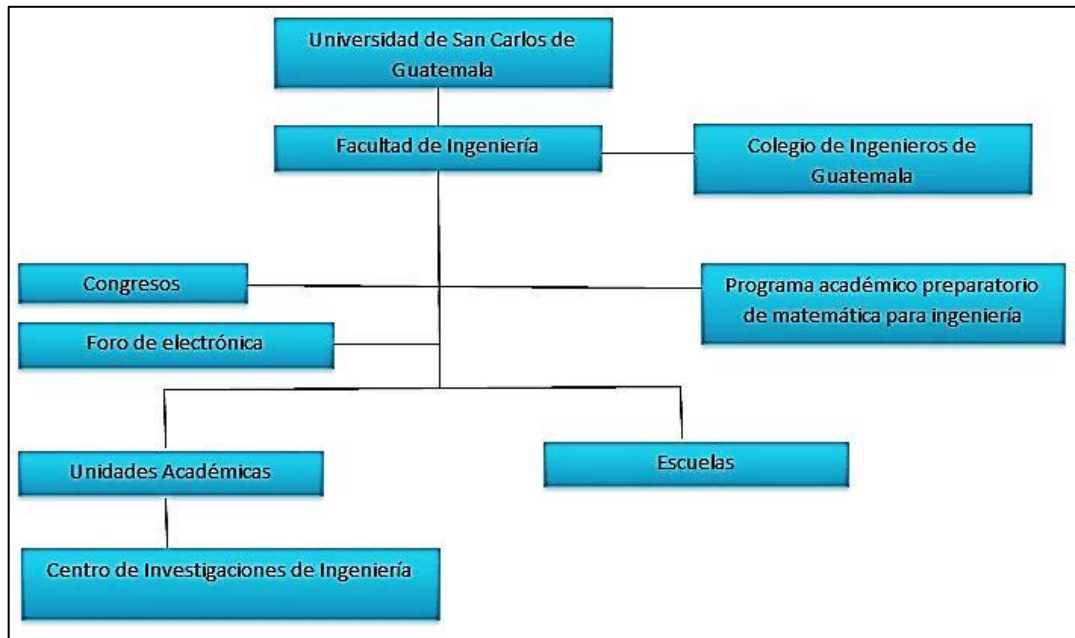 Universidad de San Carlos de
Guatemala
Facultad de Ingeniería
Colegio de Ingenieros de
Guatemala
Congresos
Programa académico preparatorio
de matemática para ingeniería
Foro de electrónica
Unidades Académicas
Escuelas
Centro de Investigaciones de Ingeniería